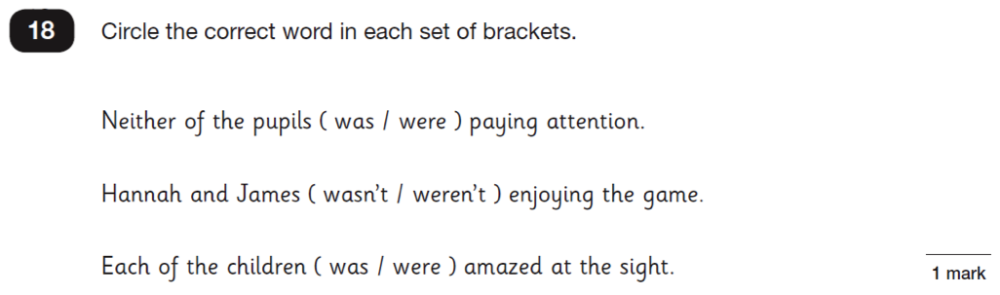 18 Circle the correct word in each set of brackets.
Neither of the pupils ( was / were ) paying attention.
Hannah and James ( wasn’t / weren’t ) enjoying the game.
Each of the children ( was / were ) amazed at the sight.
1 mark